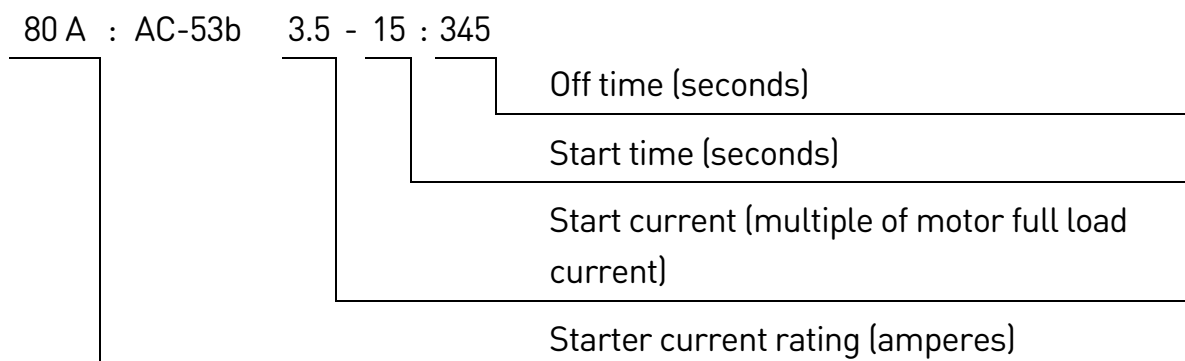 80 A : AC-53b 3.5 - 15 : 345
Off time (seconds)
Start time (seconds)
Start current (multiple of motor full load
current)
Starter current rating (amperes)